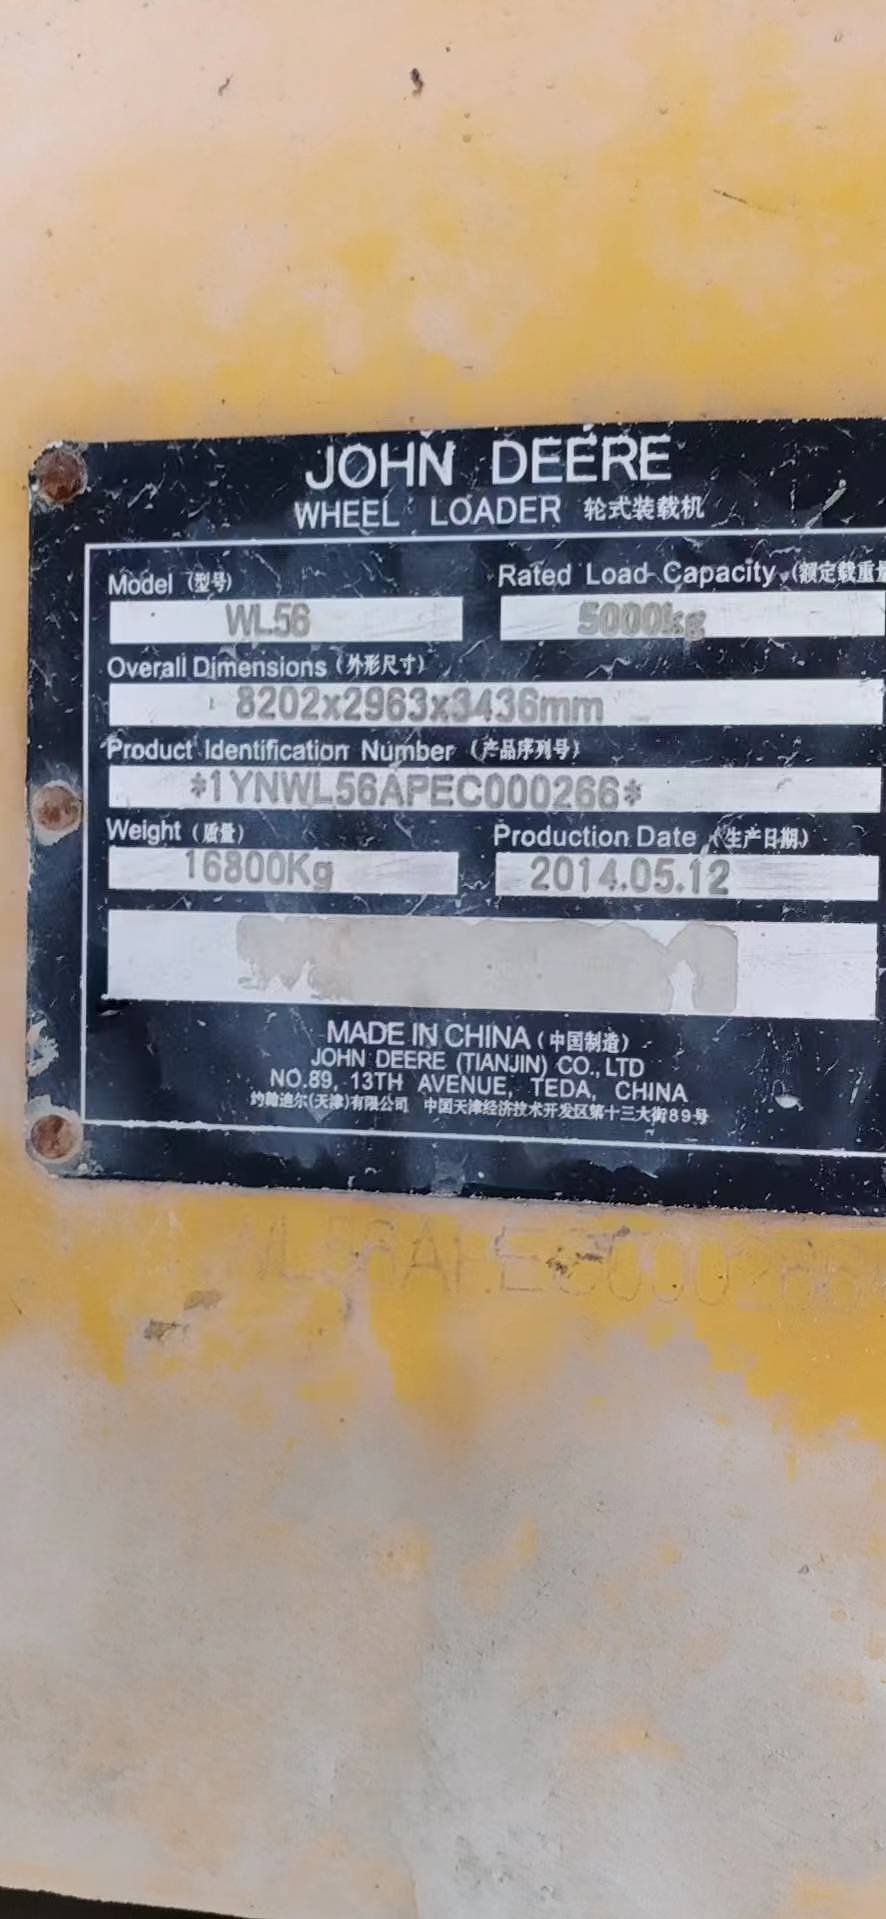 JOHN DEERE
WHEEL LOADER 轮式装载机
Model (型号) Rated Load Capacity (额定载重量
WL56 5000kg
Overall Dimensions (外形尺寸)
8202x2963x3436mm
Product Identification Number (产品序列号)
*1YNWL56APEC000266*
Weight (质量) Production Date (生产日期)
16800Kg 2014.05.12
MADE IN CHINA (中国制造)
JOHN DEERE (TIANJIN) CO., LTD
NO.89, 13TH AVENUE, TEDA, CHINA
约翰迪尔(天津)有限公司 中国天津经济技术开发区第十三大街89号